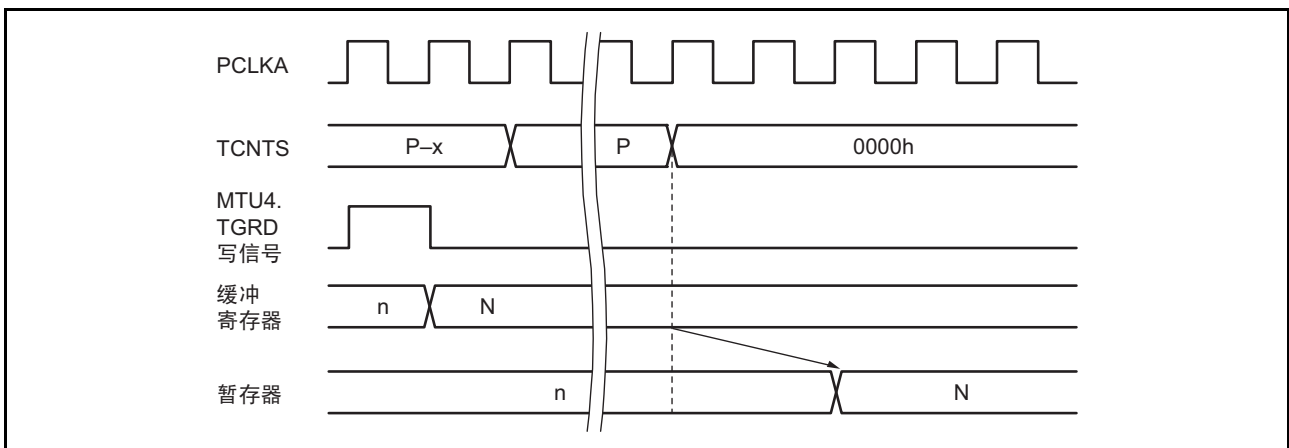 PCLKA
TCNTS
P–x
P
0000h
MTU4.
TGRD
写信号
缓冲
寄存器
n
N
暂存器
n
N